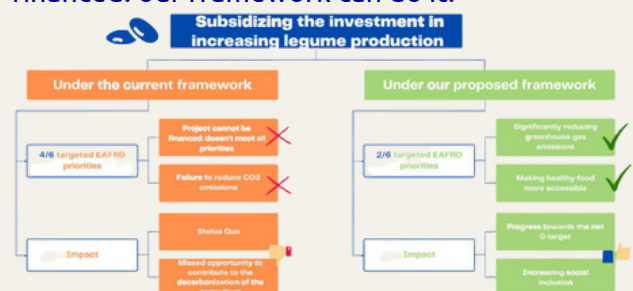 financed: our framework can do it.
Subsidizing the investment in
increasing legume production
Under the current framework
Under our proposed framework
4/6 targeted EAFRD
priorities
Project cannot be
financed: doesn't meet all
priorities
Failure to reduce CO2
emissions
Impact
Status Quo
Missed opportunity to
contribute to the
decarbonization of the
2/6 targeted EAFRD
priorities
Significantly reducing
greenhouse gas
emissions
Making healthy food
more accessible
Impact
Progress towards the net
0 target
Increasing social
inclusion